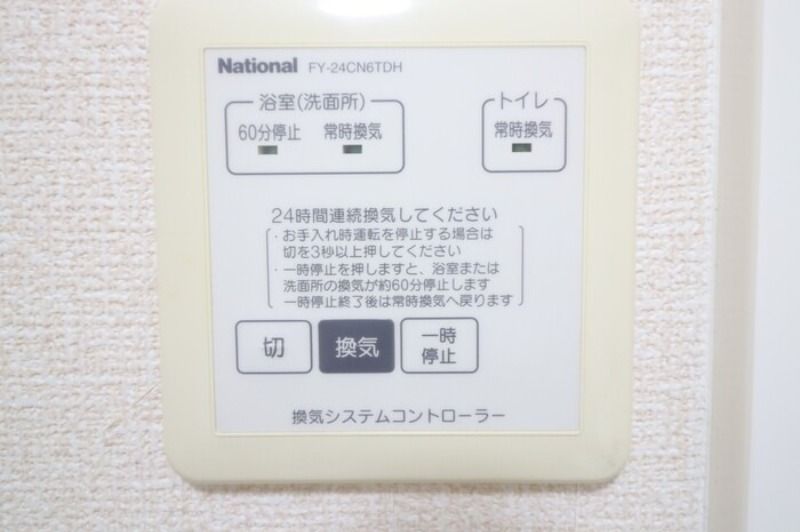 National FY-24CN6TDH
浴室(洗面所)
60分停止 常時換気
トイレ
常時換気
24時間連続換気してください
・お手入れ時運転を停止する場合は
切を3秒以上押してください
・一時停止を押しますと、浴室または
洗面所の換気が約60分停止します
一時停止終了後は常時換気へ戻ります
切
換気
一時
停止
換気システムコントローラー